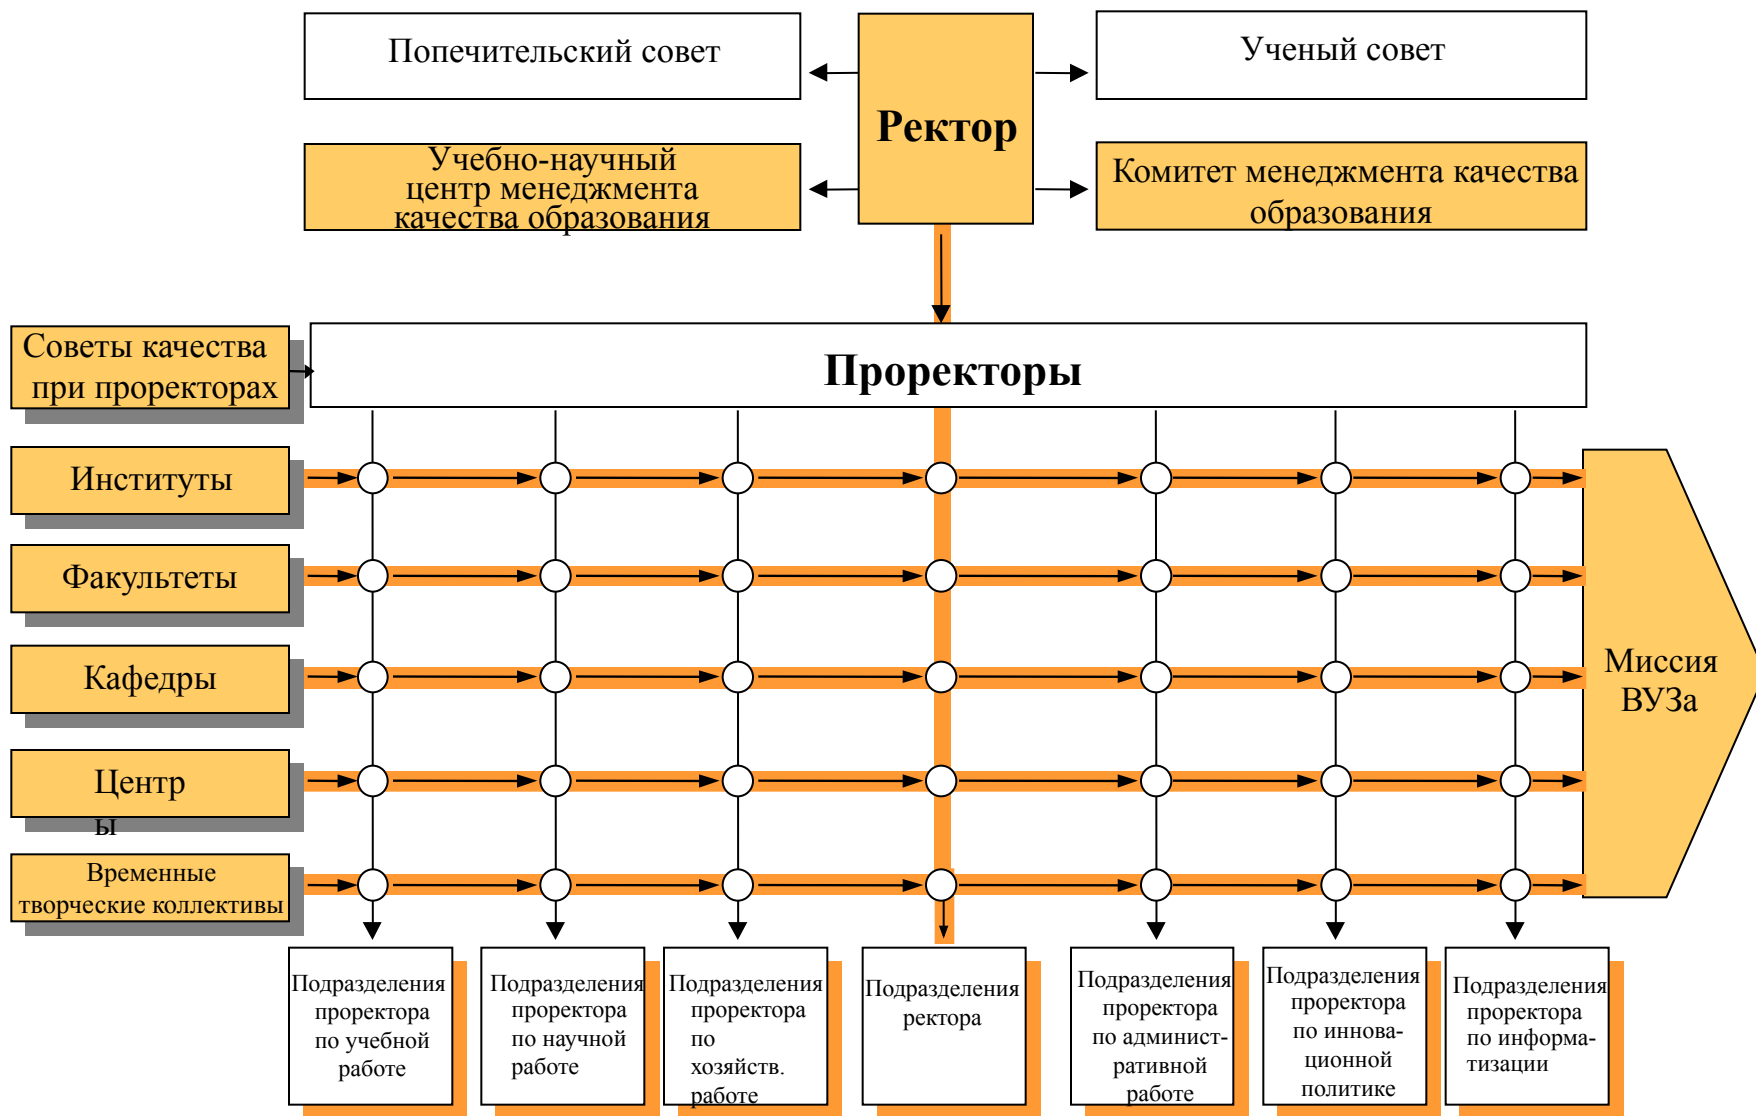 Попечительский совет
Ректор
Ученый совет
Учебно-научный
центр менеджмента
качества образования
Комитет менеджмента качества
образования
Советы качества
при проректорах
Проректоры
Институты
Факультеты
Кафедры
Центр
ы
Временные
творческие коллективы
Миссия
ВУЗа
Подразделения
проректора
по учебной
работе
Подразделения
проректора
по научной
работе
Подразделения
проректора
по
хозяйств.
работе
Подразделения
ректора
Подразделения
проректора
по админист-
ративной
работе
Подразделения
проректора
по иннова-
ционной
политике
Подразделения
проректора
по информа-
тизации